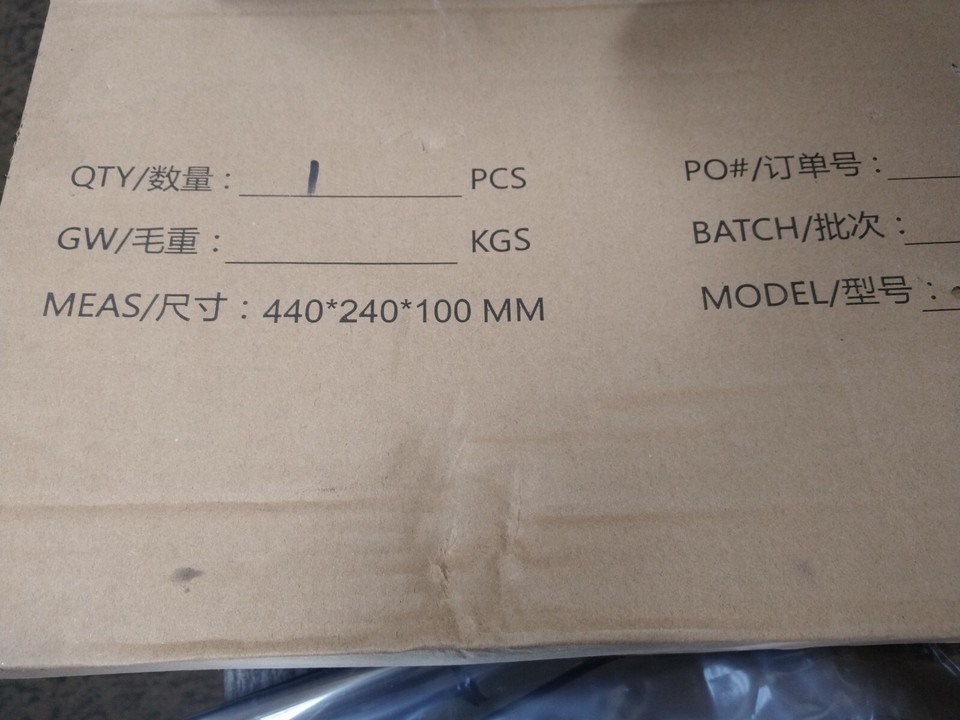 QTY/数量：1 PCS
GW/毛重： KGS
MEAS/尺寸：440*240*100 MM
PO#/订单号：
BATCH/批次：
MODEL/型号：